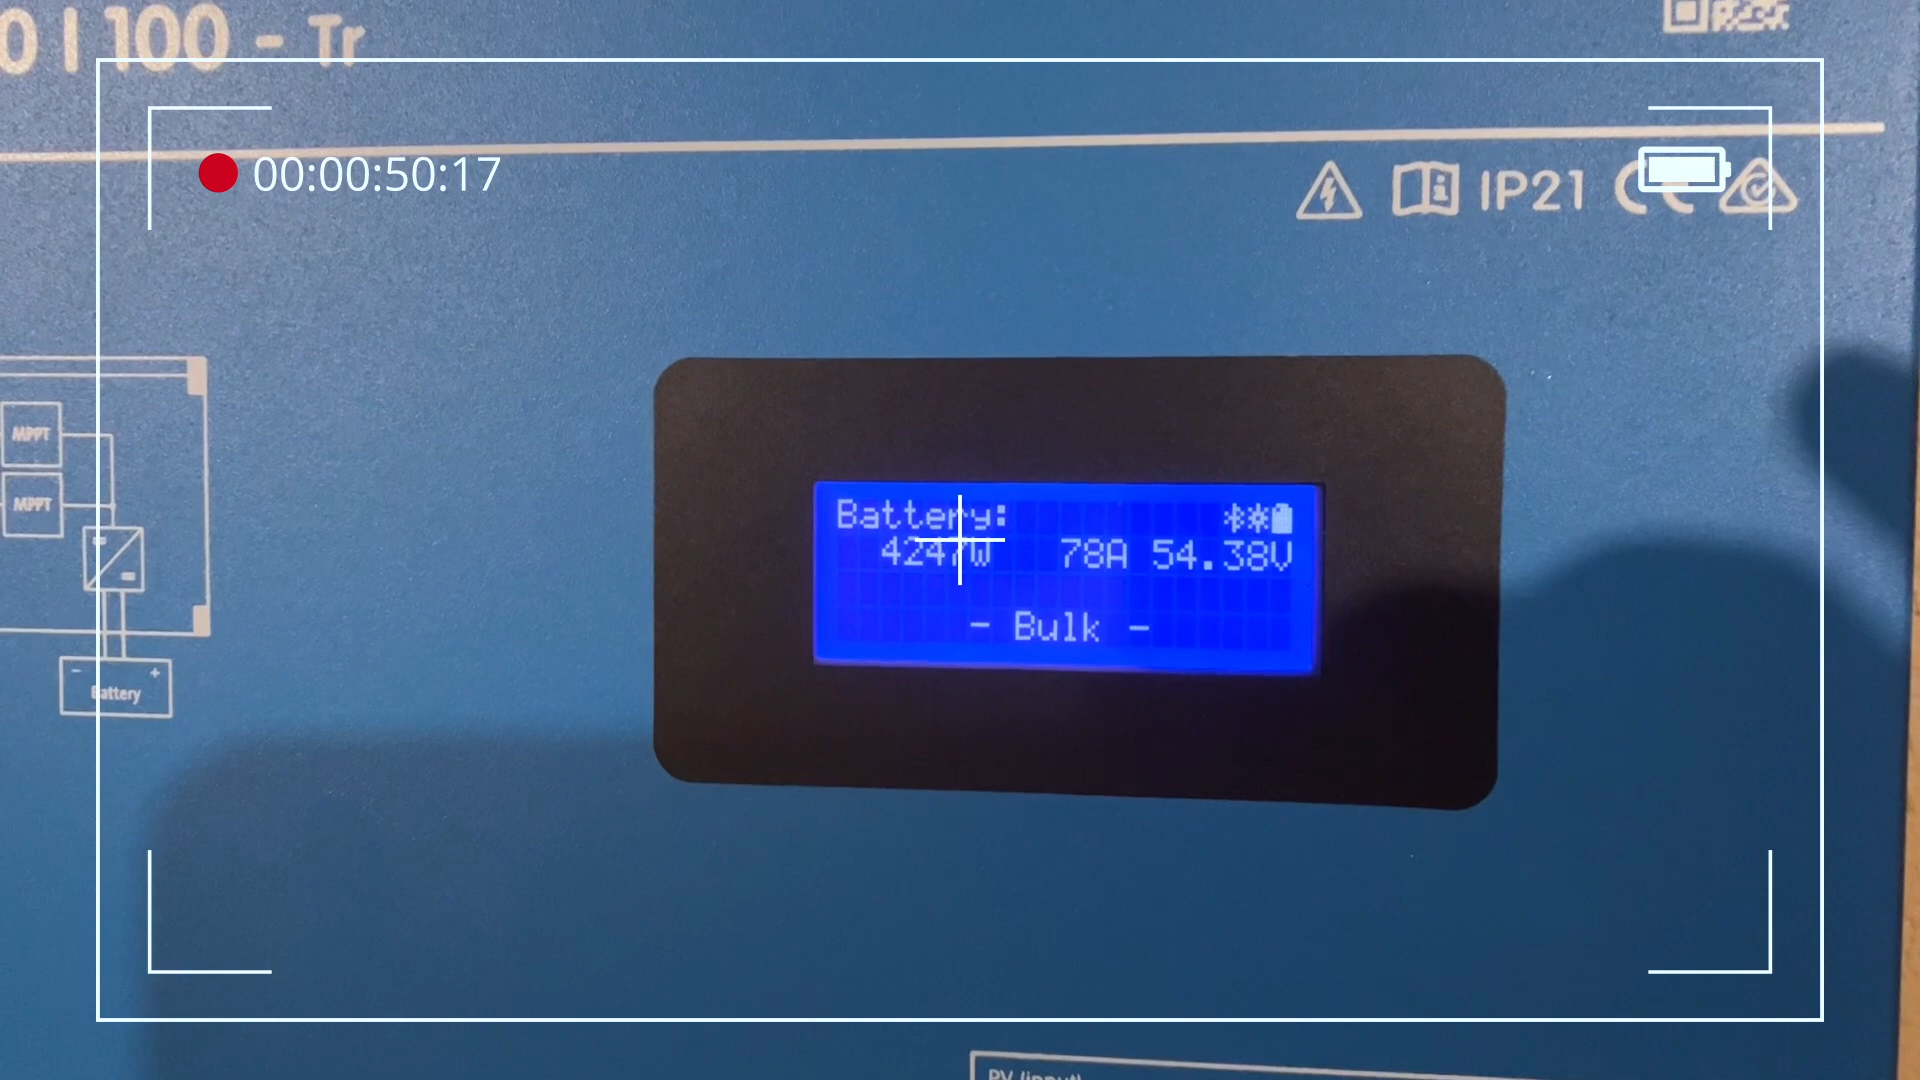 0 | 100 - Tr
00:00:50:17
IP21 CE
MPPT
MPPT
Battery:
4247W 78A 54.38V
- Bulk -
- +
Battery
PV (input)